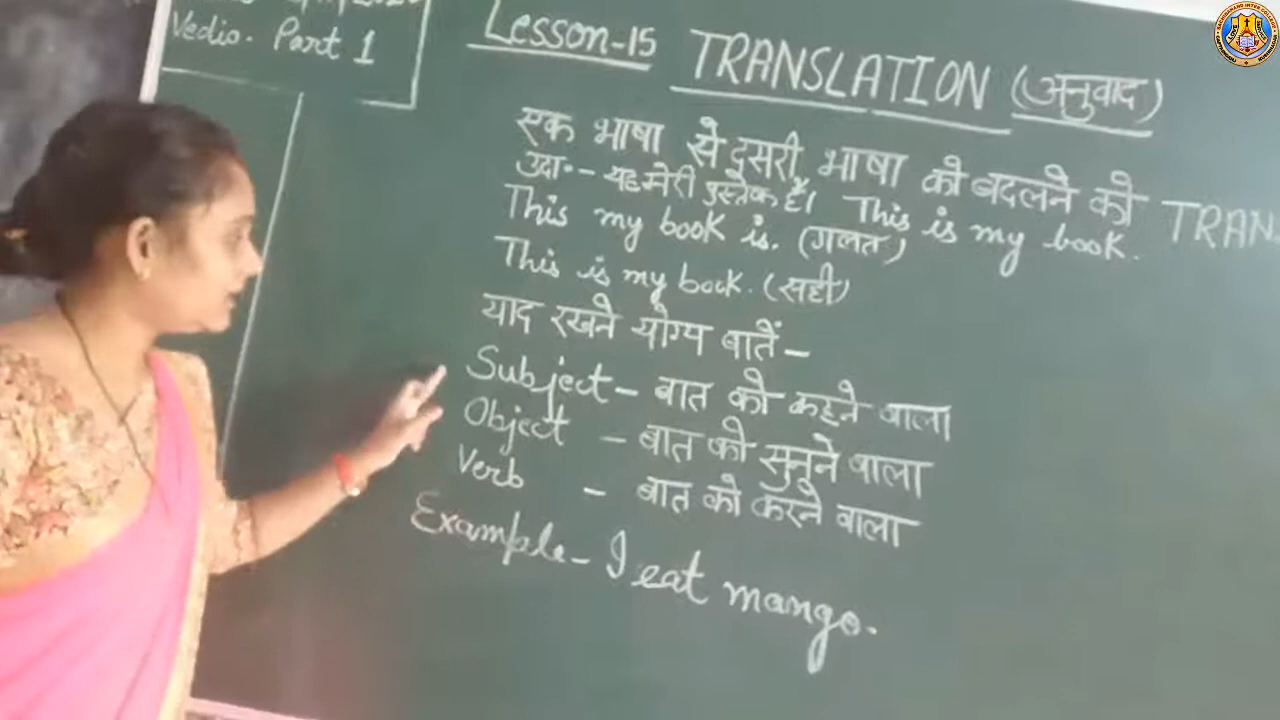 Vedio. Part 1
Lesson-15 TRANSLATION (अनुवाद)
एक भाषा से दूसरी भाषा को बदलने को TRAN
उदा०- यह मेरी पुस्तक है। This is my book.
This my book is. (गलत)
This is my book. (सही)
याद रखने योग्य बातें-
Subject - बात को कहने वाला
Object - बात को सुनने वाला
Verb - बात को करने वाला
Example - I eat mango.